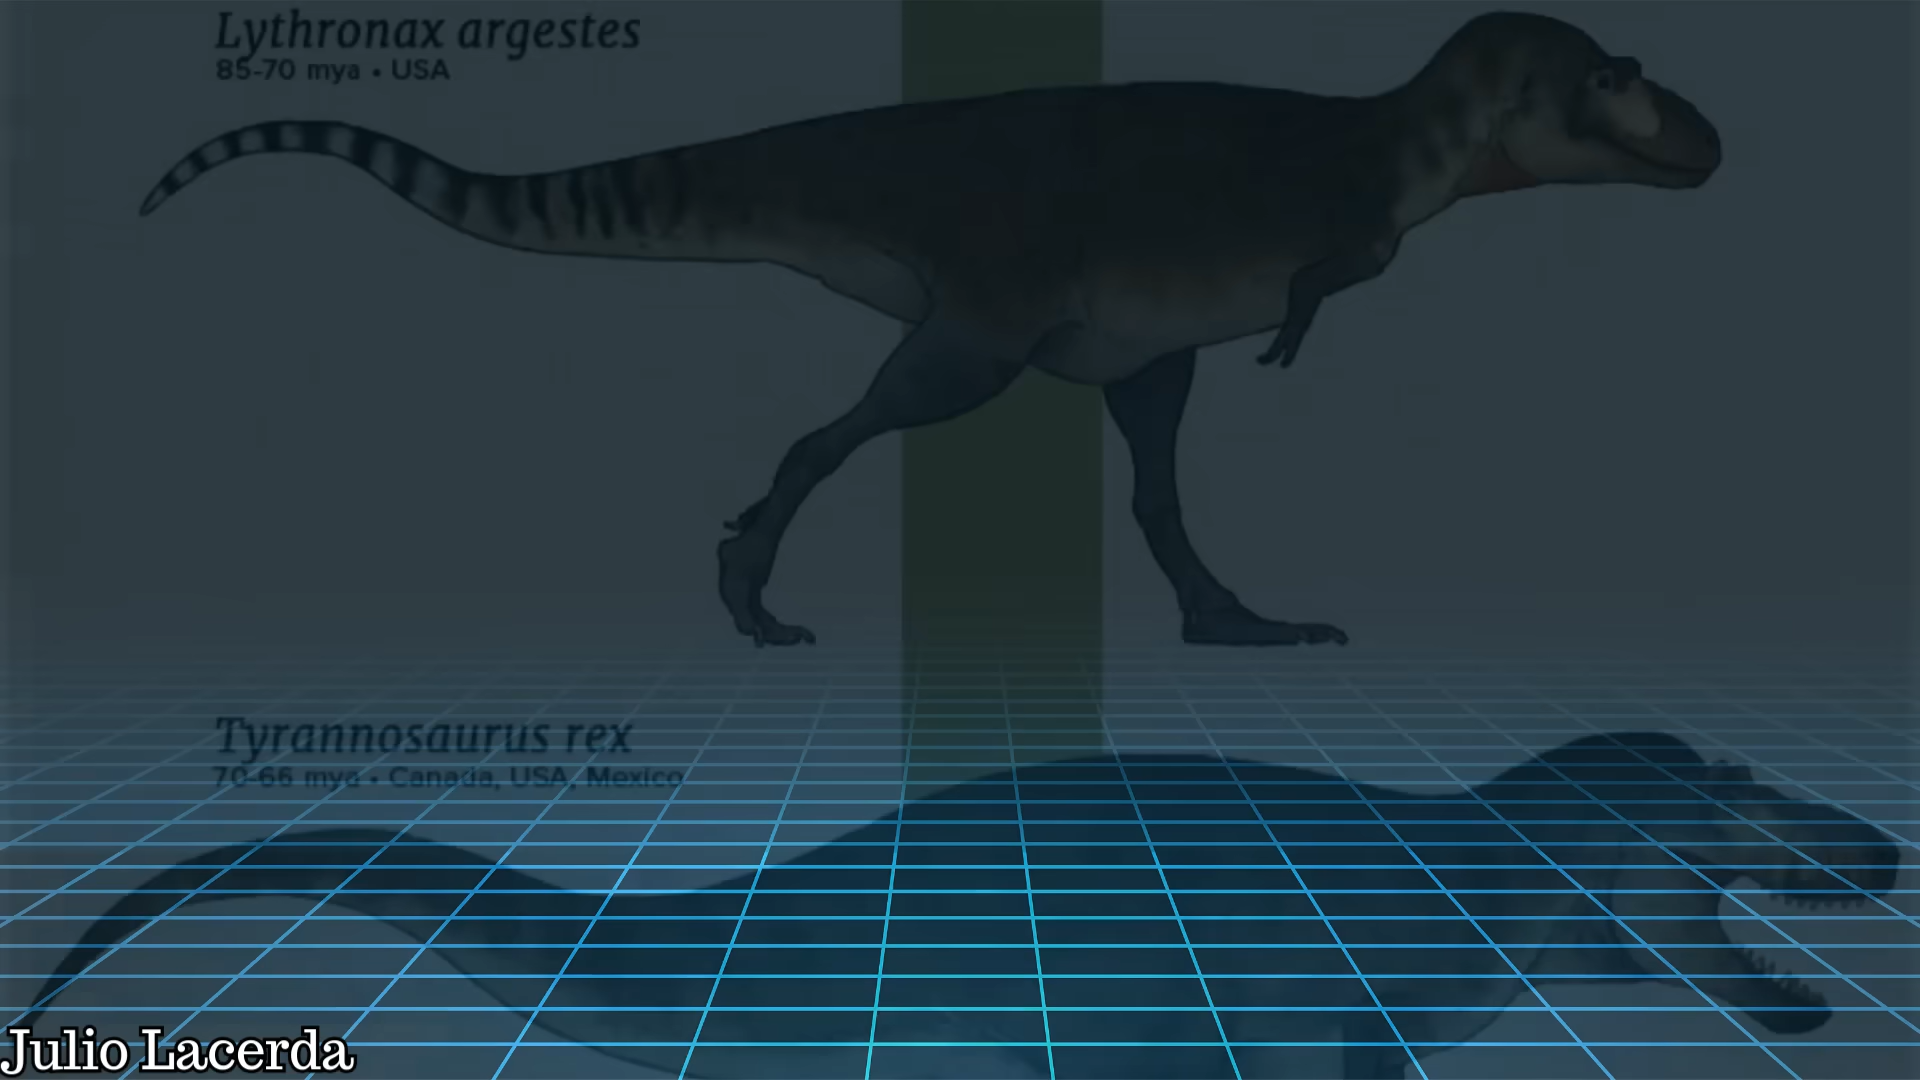 Lythronax argestes
85-70 mya • USA
Tyrannosaurus rex
70-66 mya • Canada, USA, Mexico
Julio Lacerda